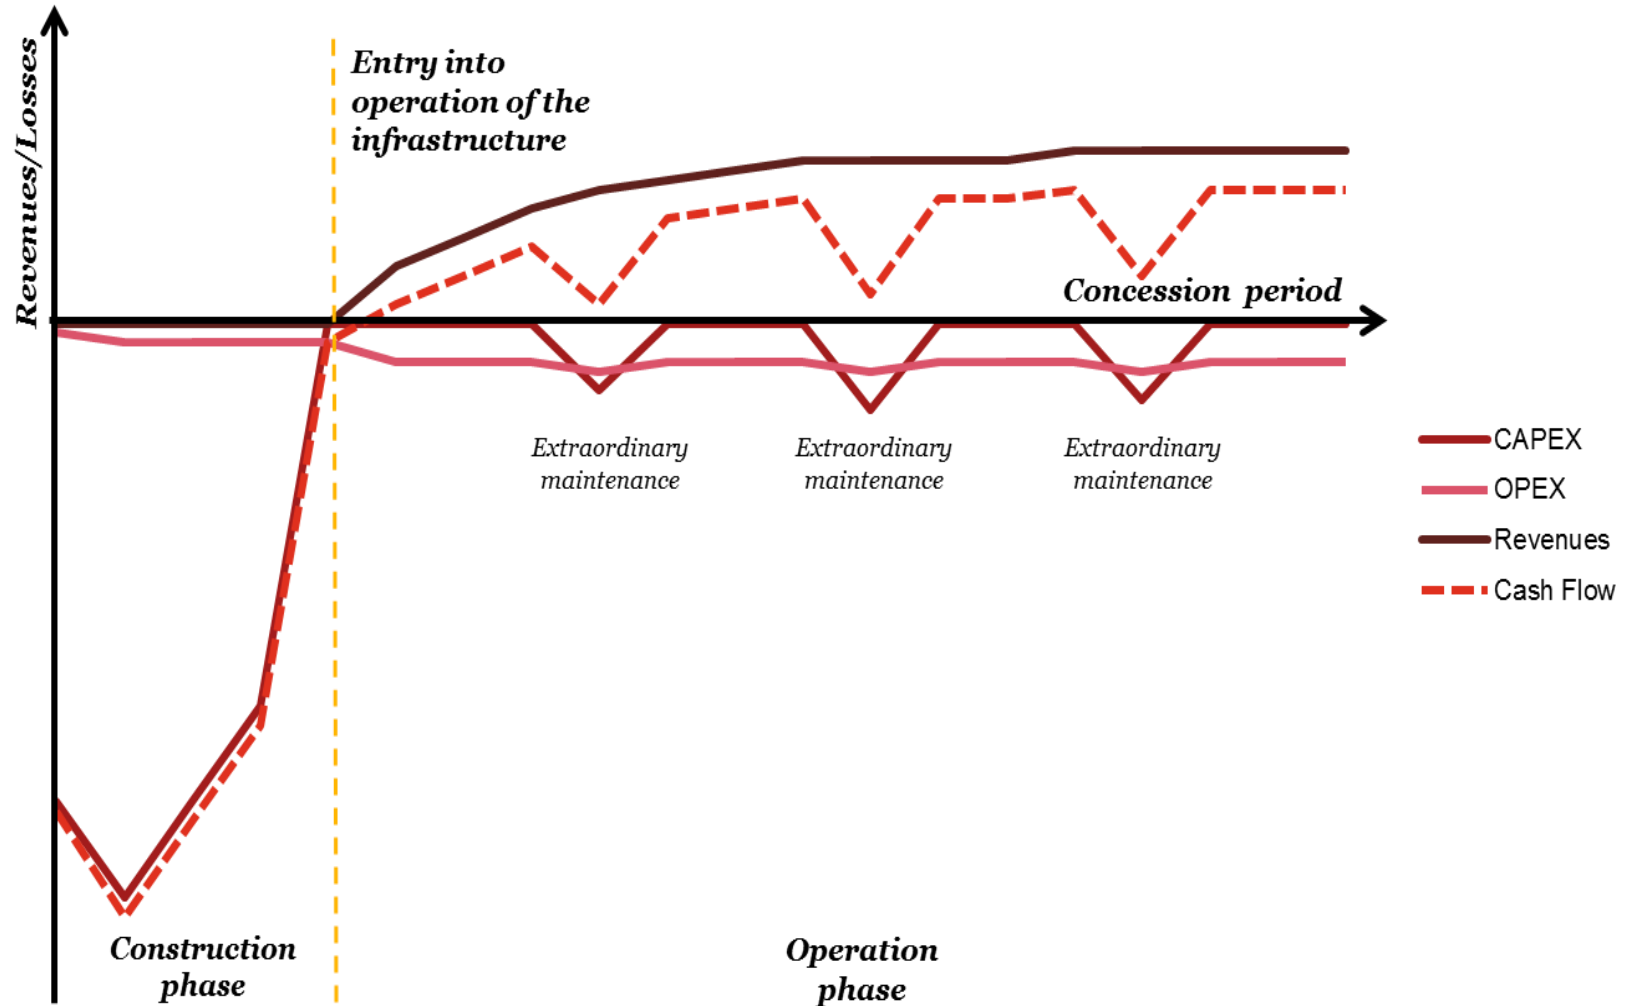 Revenues/Losses
Entry into
operation of the
infrastructure
Concession period
Extraordinary
maintenance
Extraordinary
maintenance
Extraordinary
maintenance
CAPEX
OPEX
Revenues
Cash Flow
Construction
phase
Operation
phase